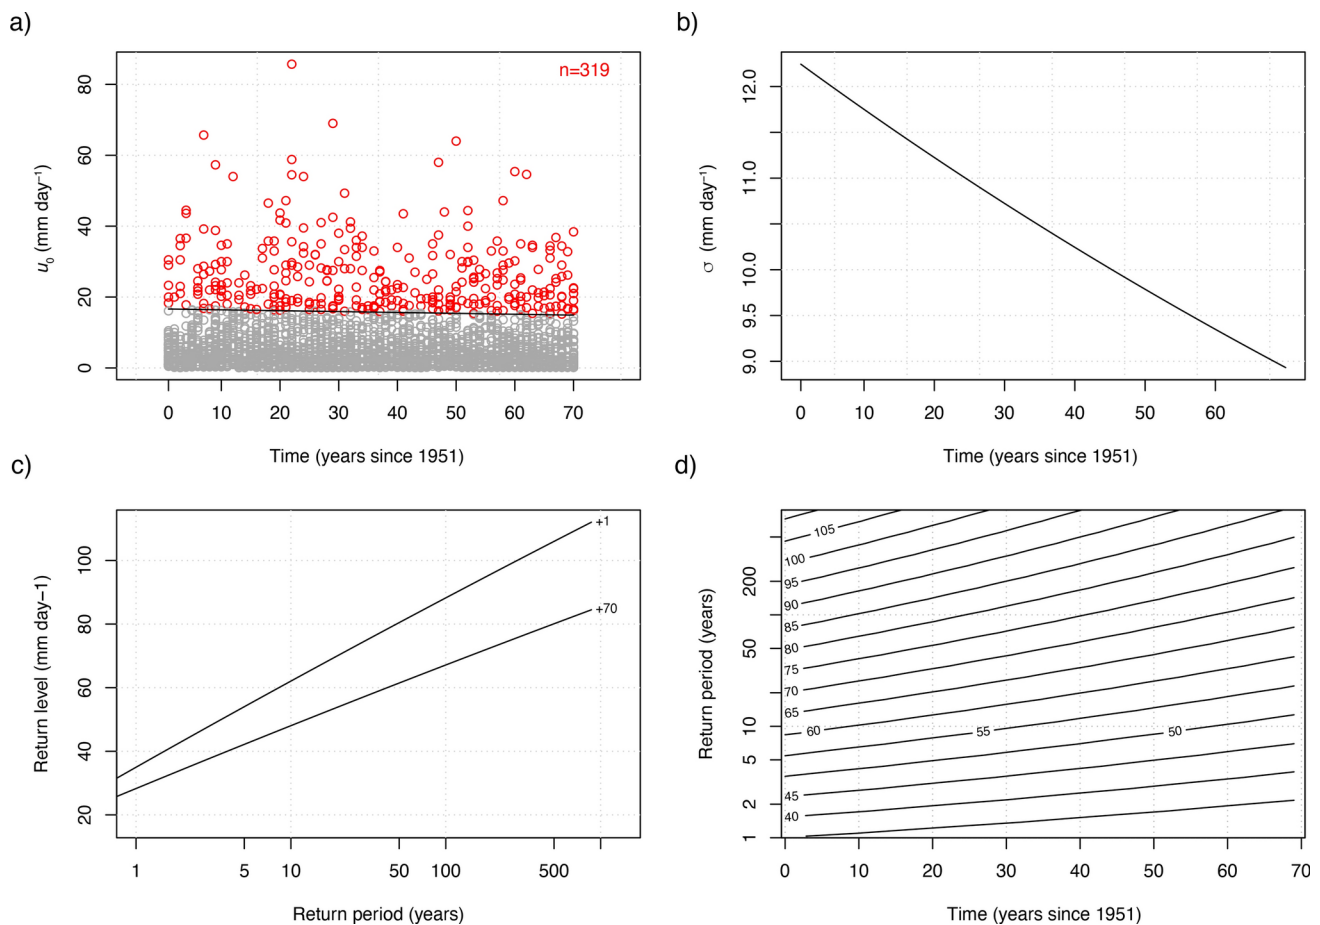 a)
n=319
80
60
40
20
0
u₀ (mm day⁻¹)
0 10 20 30 40 50 60 70
Time (years since 1951)
b)
12.0
11.0
10.0
9.5
9.0
σ (mm day⁻¹)
0 10 20 30 40 50 60
Time (years since 1951)
c)
+1
+70
100
80
60
40
20
Return level (mm day−1)
1 5 10 50 100 500
Return period (years)
d)
105
100
95
90
85
80
75
70
65
60 55 50
45
40
200
50
10
5
2
1
Return period (years)
0 10 20 30 40 50 60 70
Time (years since 1951)